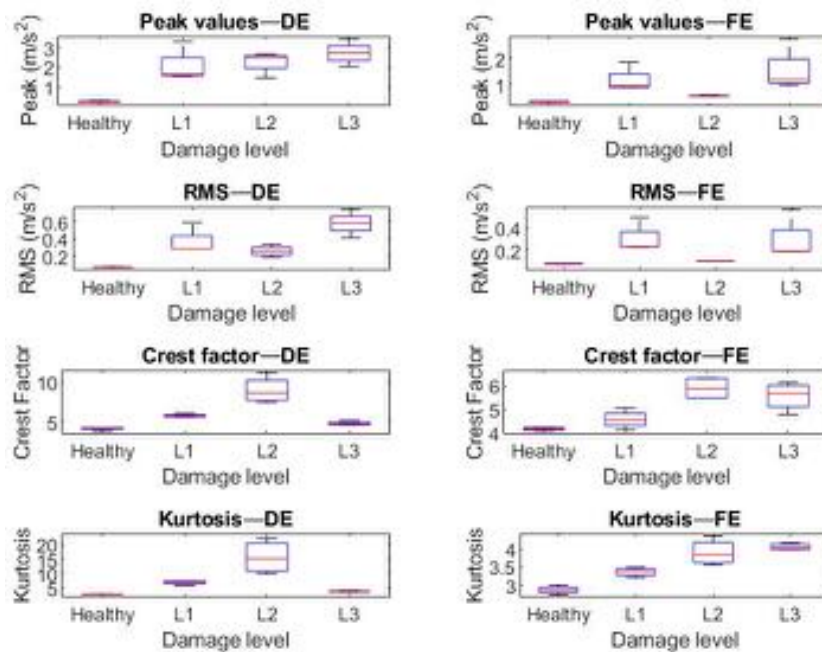 Peak values—DE
Peak (m/s²)
3
2
1
Healthy L1 L2 L3
Damage level
Peak values—FE
Peak (m/s²)
2
1
Healthy L1 L2 L3
Damage level
RMS—DE
RMS (m/s²)
0.6
0.4
0.2
Healthy L1 L2 L3
Damage level
RMS—FE
RMS (m/s²)
0.4
0.2
Healthy L1 L2 L3
Damage level
Crest factor—DE
Crest Factor
10
5
Healthy L1 L2 L3
Damage level
Crest factor—FE
Crest Factor
6
5
4
Healthy L1 L2 L3
Damage level
Kurtosis—DE
Kurtosis
20
15
10
5
Healthy L1 L2 L3
Damage level
Kurtosis—FE
Kurtosis
4
3.5
3
Healthy L1 L2 L3
Damage level